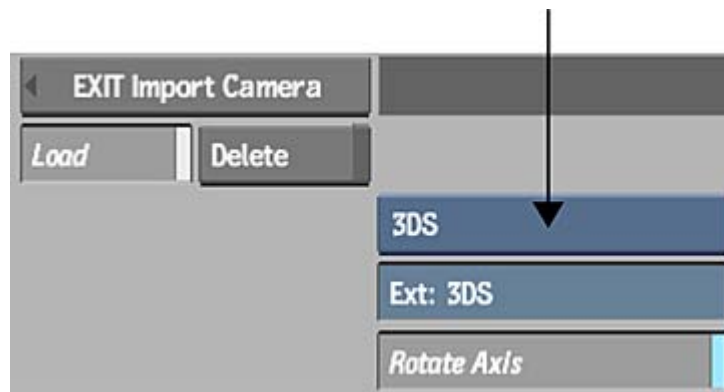 EXIT Import Camera
Load
Delete
3DS
Ext: 3DS
Rotate Axis